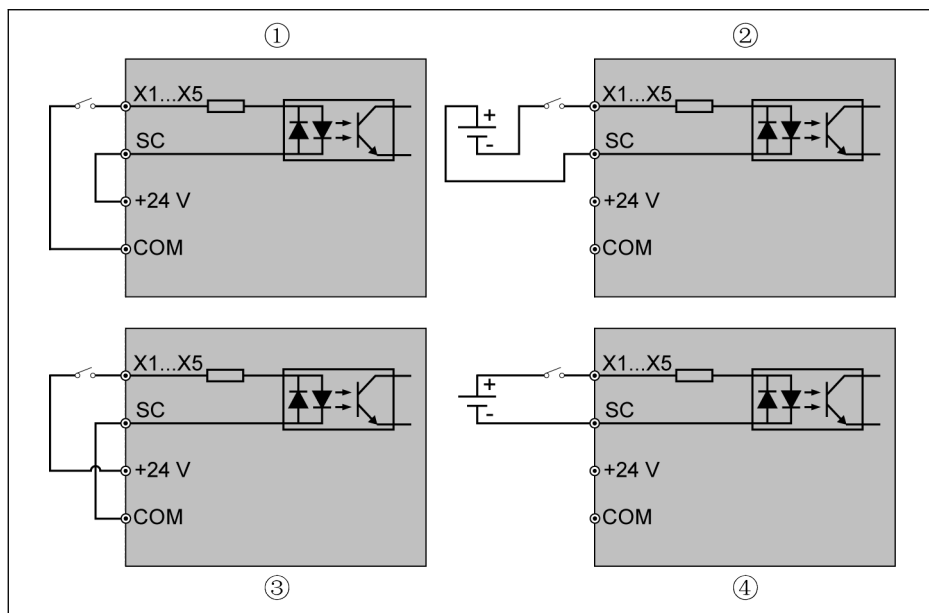 ①
②
X1...X5
SC
+24 V
COM
+
-
X1...X5
SC
+24 V
COM
X1...X5
SC
+24 V
COM
+
-
X1...X5
SC
+24 V
COM
③
④